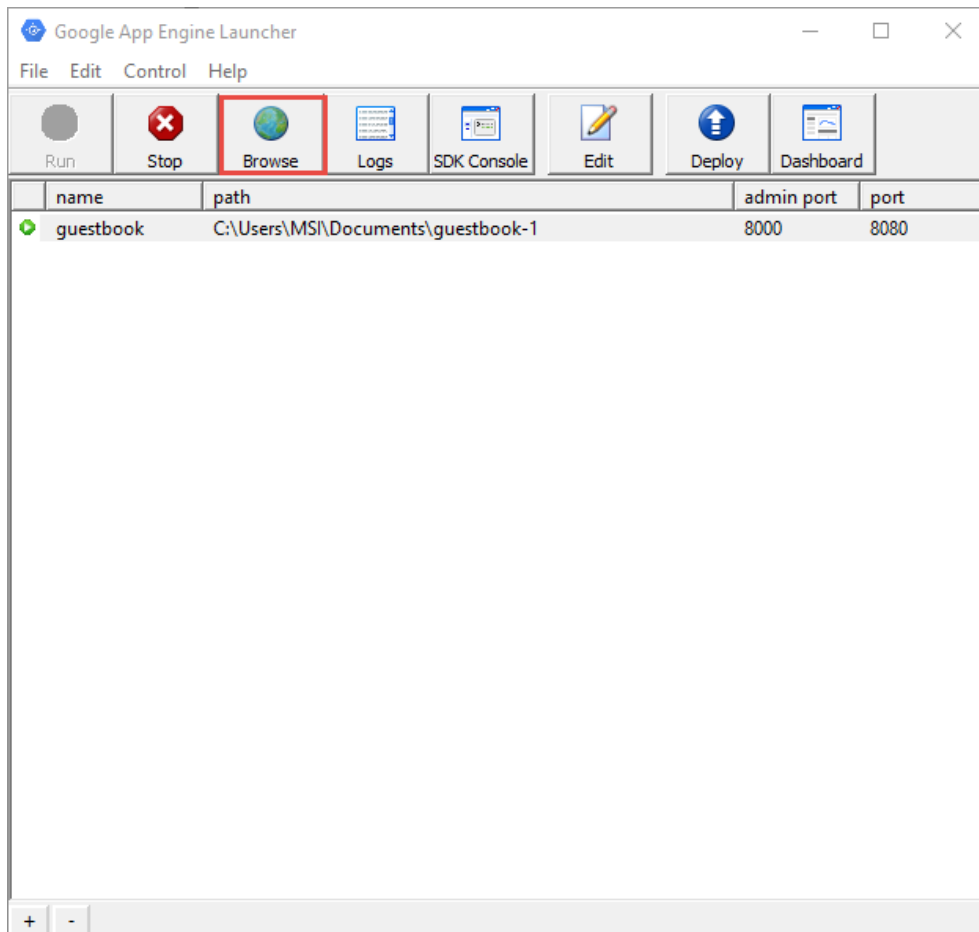 Google App Engine Launcher
File Edit Control Help
Run Stop Browse Logs SDK Console Edit Deploy Dashboard
name path admin port port
guestbook C:\Users\MSI\Documents\guestbook-1 8000 8080
+ -